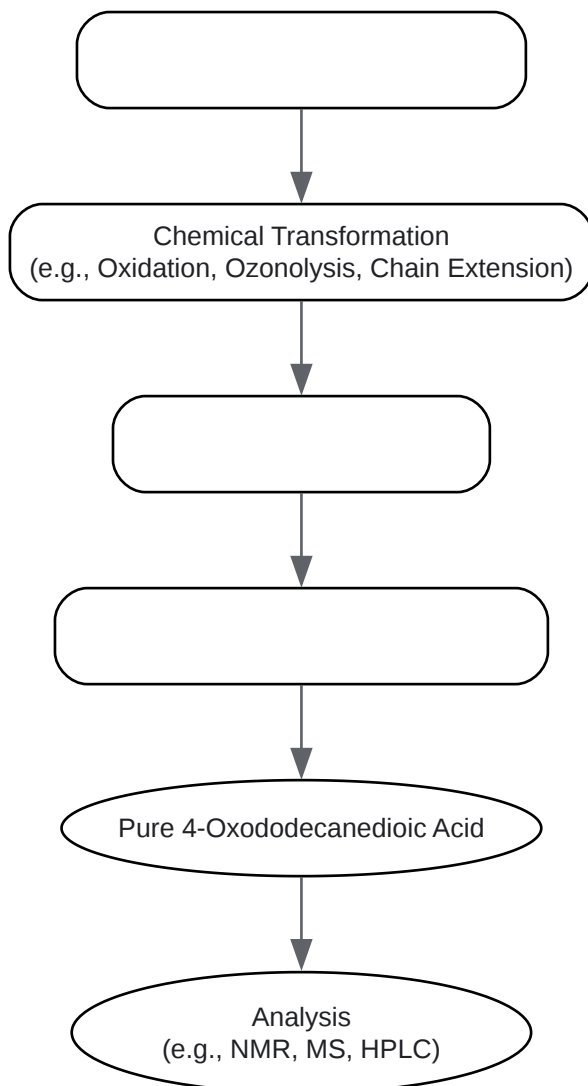 Chemical Transformation
(e.g., Oxidation, Ozonolysis, Chain Extension)
Pure 4-Oxododecanedioic Acid
Analysis
(e.g., NMR, MS, HPLC)